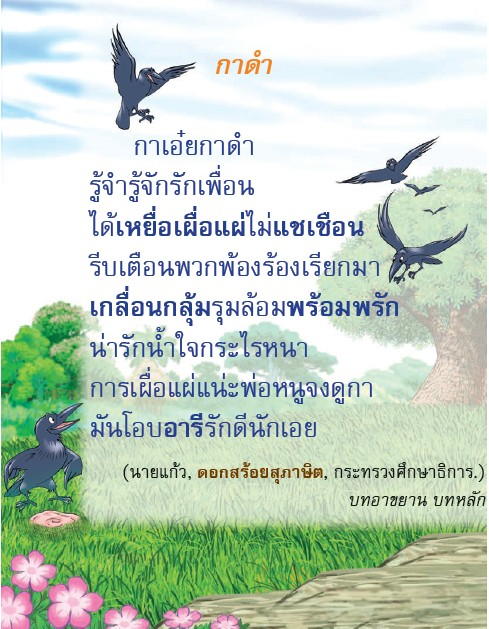 กาดำ
กาเอ๋ยกาดำ
รู้จำรู้จักรักเพื่อน
ได้เหยื่อเผื่อแผ่ไม่แชเชือน
รีบเตือนพวกพ้องร้องเรียกมา
เกลื่อนกลุ้มรุมล้อมพร้อมพรัก
น่ารักน้ำใจกระไรหนา
การเผื่อแผ่แน่ะพ่อหนูจงดูกา
มันโอบอารีรักดีนักเอย
(นายแก้ว, ดอกสร้อยสุภาษิต, กระทรวงศึกษาธิการ.)
บทอาขยาน บทหลัก